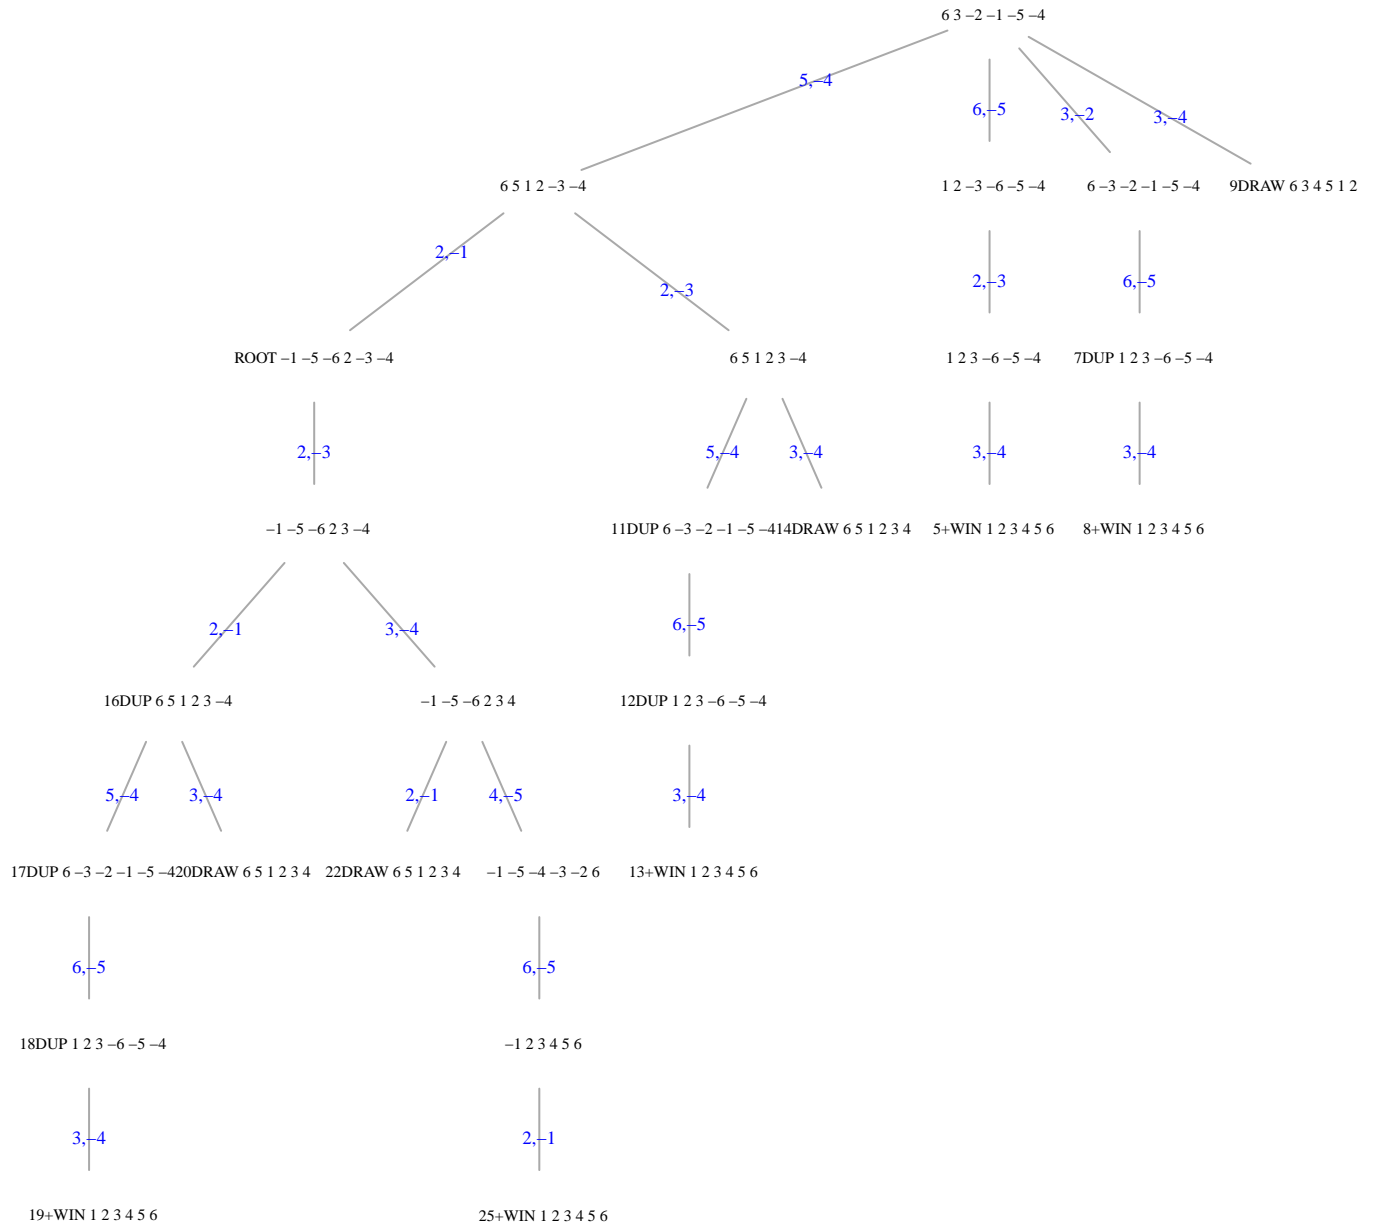 6 3 −2 −1 −5 −4
5,−4
6,−5
3,−2
3,−4
6 5 1 2 −3 −4
1 2 −3 −6 −5 −4
6 −3 −2 −1 −5 −4
9DRAW 6 3 4 5 1 2
2,−1
2,−3
2,−3
6,−5
ROOT −1 −5 −6 2 −3 −4
6 5 1 2 3 −4
1 2 3 −6 −5 −4
7DUP 1 2 3 −6 −5 −4
2,−3
5,−4
3,−4
3,−4
3,−4
−1 −5 −6 2 3 −4
11DUP 6 −3 −2 −1 −5 −4
14DRAW 6 5 1 2 3 4
5+WIN 1 2 3 4 5 6
8+WIN 1 2 3 4 5 6
2,−1
3,−4
6,−5
16DUP 6 5 1 2 3 −4
−1 −5 −6 2 3 4
12DUP 1 2 3 −6 −5 −4
5,−4
3,−4
2,−1
4,−5
3,−4
17DUP 6 −3 −2 −1 −5 −4
20DRAW 6 5 1 2 3 4
22DRAW 6 5 1 2 3 4
−1 −5 −4 −3 −2 6
13+WIN 1 2 3 4 5 6
6,−5
6,−5
18DUP 1 2 3 −6 −5 −4
−1 2 3 4 5 6
3,−4
2,−1
19+WIN 1 2 3 4 5 6
25+WIN 1 2 3 4 5 6